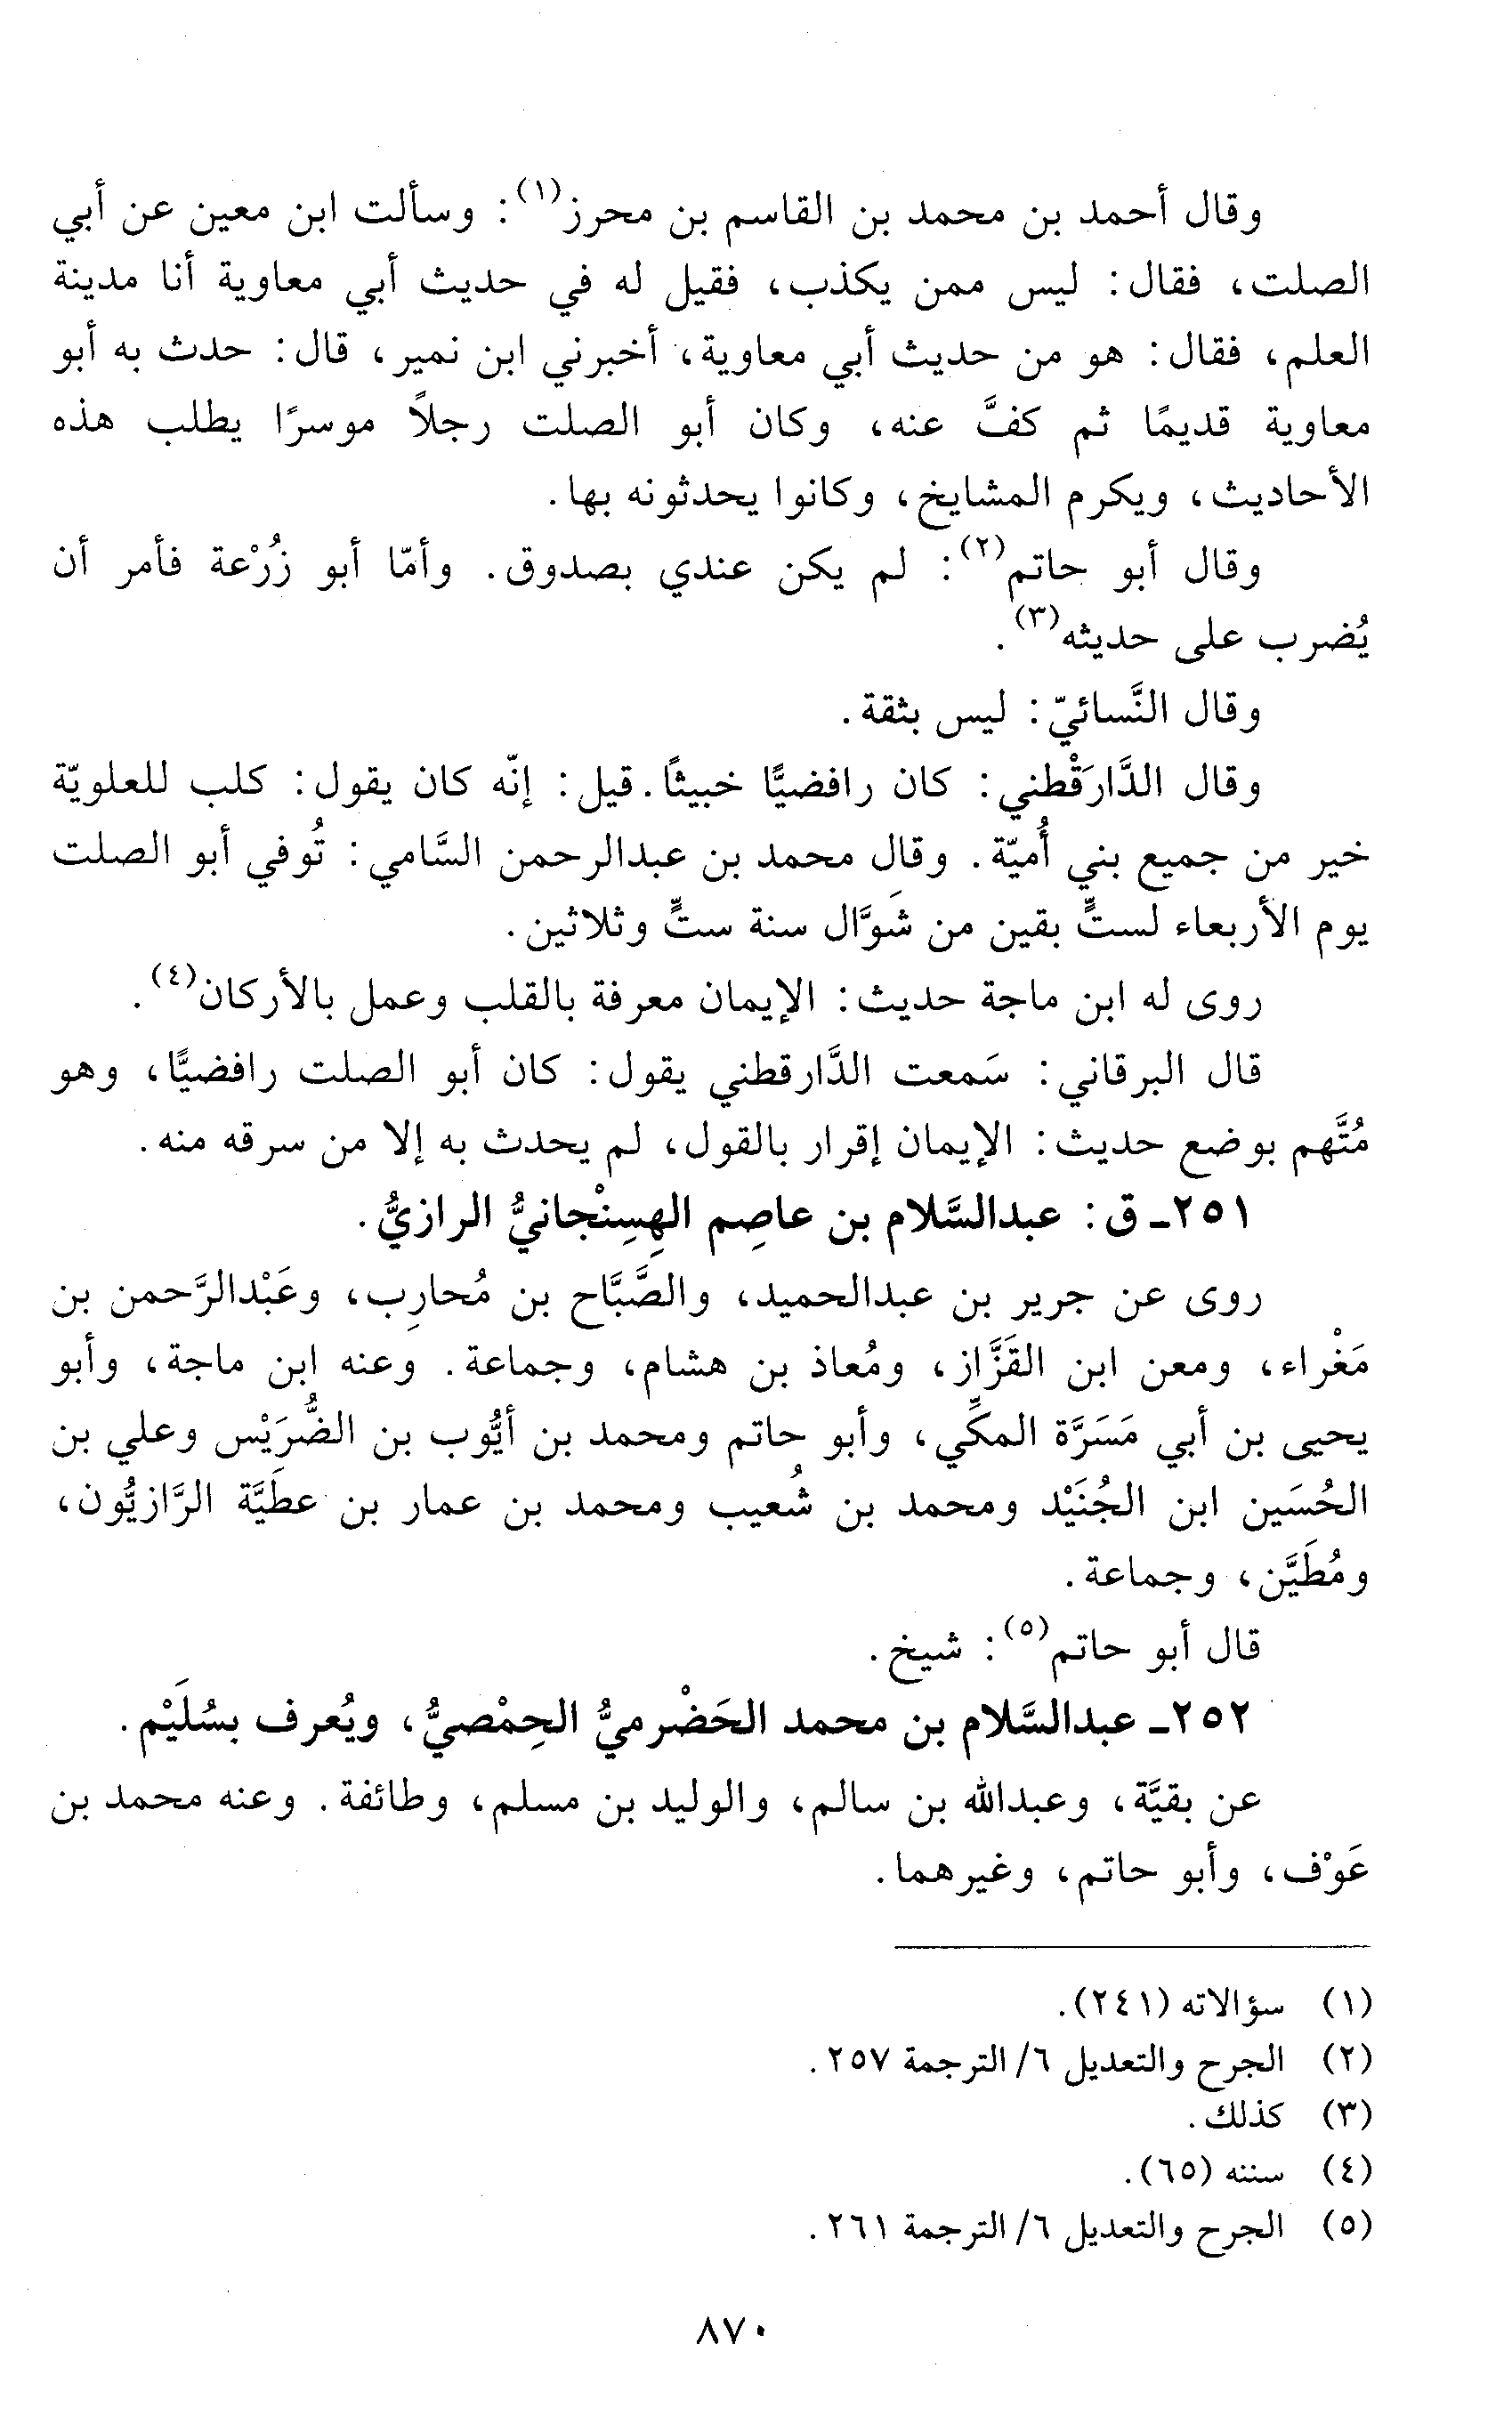 وقال أحمد بن محمد بن القاسم بن محرز(١): وسألت ابن معين عن أبي
الصلت، فقال: ليس ممن يكذب، فقيل له في حديث أبي معاوية أنا مدينة
العلم، فقال: هو من حديث أبي معاوية، أخبرني ابن نمير، قال: حدث به أبو
معاوية قديمًا ثم كفَّ عنه، وكان أبو الصلت رجلاً موسرًا يطلب هذه
الأحاديث، ويكرم المشايخ، وكانوا يحدثونه بها.
وقال أبو حاتم(٢): لم يكن عندي بصدوق. وأمّا أبو زُرْعة فأمر أن
يُضرب على حديثه(٣).
وقال النَّسائيّ: ليس بثقة.
وقال الدَّارَقْطني: كان رافضيًّا خبيثًا. قيل: إنّه كان يقول: كلب للعلويّة
خير من جميع بني أُميّة. وقال محمد بن عبدالرحمن السَّامي: تُوفي أبو الصلت
يوم الأربعاء لستٍّ بقين من شَوَّال سنة ستٍّ وثلاثين.
روى له ابن ماجة حديث: الإيمان معرفة بالقلب وعمل بالأركان(٤).
قال البرقاني: سَمعت الدَّارقطني يقول: كان أبو الصلت رافضيًّا، وهو
مُتَّهم بوضع حديث: الإيمان إقرار بالقول، لم يحدث به إلا من سرقه منه.
٢٥١ـ ق: عبدالسَّلام بن عاصِم الهِسِنْجانيُّ الرازيُّ.
روى عن جرير بن عبدالحميد، والصَّبَّاح بن مُحارِب، وعَبْدالرَّحمن بن
مَغْراء، ومعن ابن القَزَّاز، ومُعاذ بن هشام، وجماعة. وعنه ابن ماجة، وأبو
يحيى بن أبي مَسَرَّة المكِّي، وأبو حاتم ومحمد بن أيُّوب بن الضُّرَيْس وعلي بن
الحُسَين ابن الجُنَيْد ومحمد بن شُعيب ومحمد بن عمار بن عطَيَّة الرَّازيُّون،
ومُطَيَّن، وجماعة.
قال أبو حاتم(٥): شيخ.
٢٥٢ـ عبدالسَّلام بن محمد الحَضْرميُّ الحِمْصيُّ، ويُعرف بسُلَيْم.
عن بقيَّة، وعبدالله بن سالم، والوليد بن مسلم، وطائفة. وعنه محمد بن
عَوْف، وأبو حاتم، وغيرهما.
(١) سؤالاته (٢٤١).
(٢) الجرح والتعديل ٦/ الترجمة ٢٥٧.
(٣) كذلك.
(٤) سننه (٦٥).
(٥) الجرح والتعديل ٦/ الترجمة ٢٦١.
٨٧٠